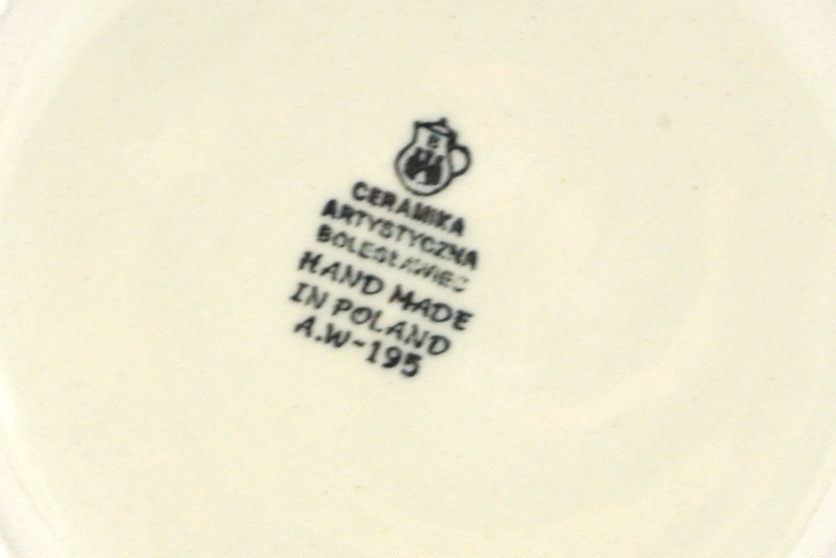 B
CERAMIKA
ARTYSTYCZNA
BOLESŁAWIEC
HAND MADE
IN POLAND
A.W-195